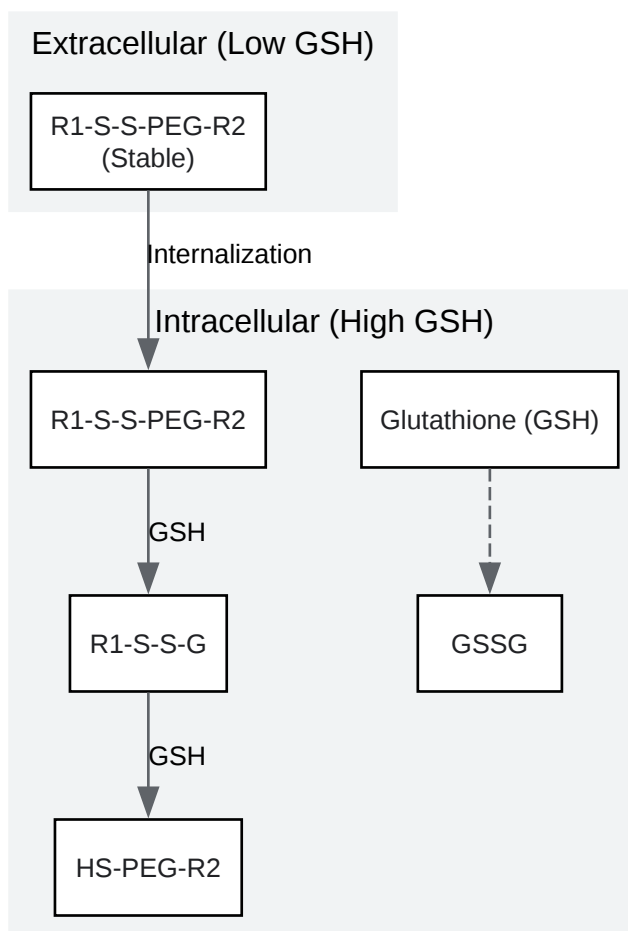 Extracellular (Low GSH)
R1-S-S-PEG-R2
(Stable)
Internalization
Intracellular (High GSH)
R1-S-S-PEG-R2
Glutathione (GSH)
GSH
R1-S-S-G
GSSG
GSH
HS-PEG-R2